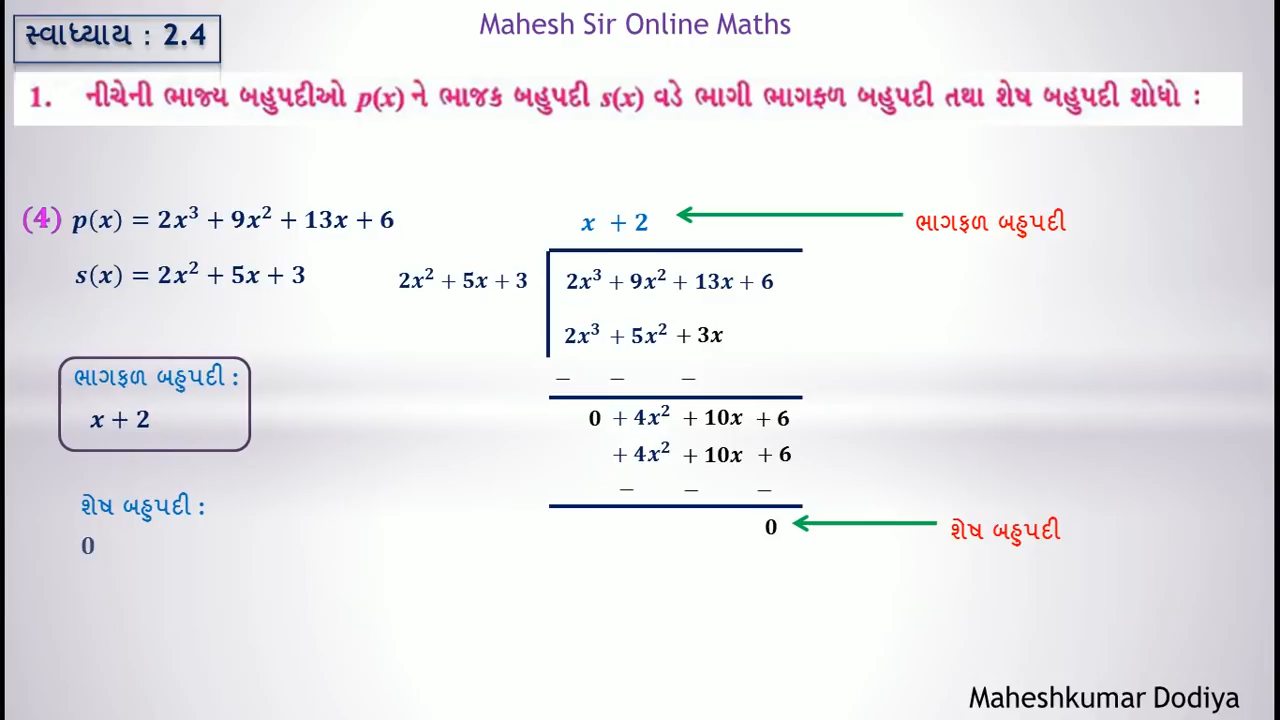 Mahesh Sir Online Maths
સ્વાધ્યાય : 2.4
1. નીચેની ભાજ્ય બહુપદીઓ p(x) ને ભાજક બહુપદી s(x) વડે ભાગી ભાગફળ બહુપદી તથા શેષ બહુપદી શોધો :
(4) p(x) = 2x³ + 9x² + 13x + 6
s(x) = 2x² + 5x + 3
ભાગફળ બહુપદી :
x + 2
શેષ બહુપદી :
0
x + 2
ભાગફળ બહુપદી
2x² + 5x + 3
2x³ + 9x² + 13x + 6
2x³ + 5x² + 3x
− − −
0 + 4x² + 10x + 6
+ 4x² + 10x + 6
− − −
0
શેષ બહુપદી
Maheshkumar Dodiya